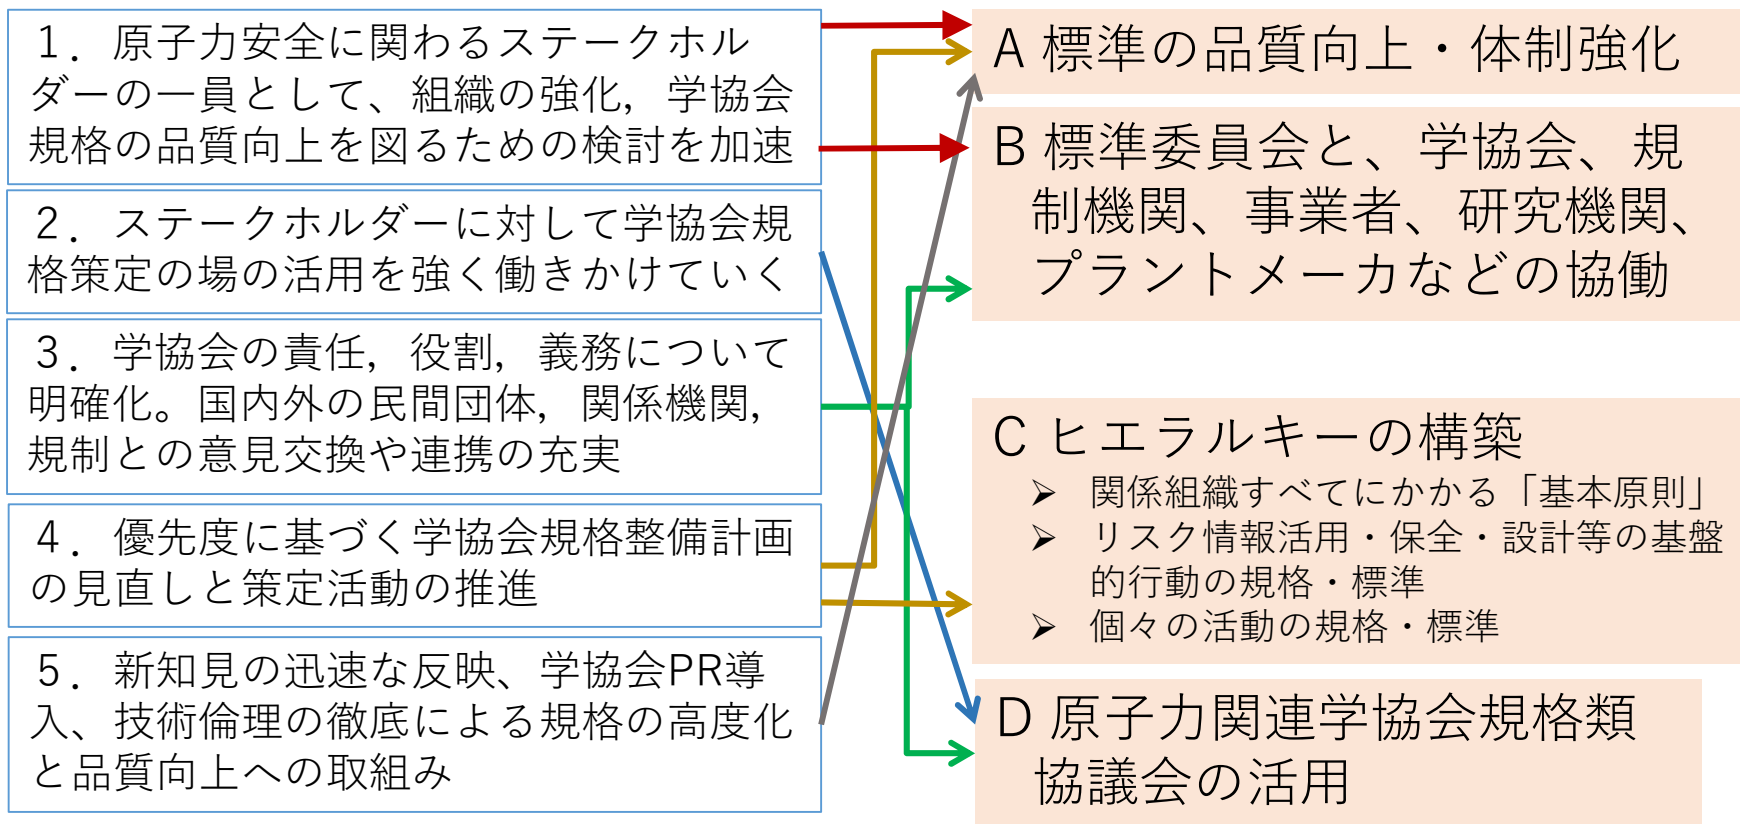 １．原子力安全に関わるステークホル
ダーの一員として、組織の強化，学協会
規格の品質向上を図るための検討を加速
２．ステークホルダーに対して学協会規
格策定の場の活用を強く働きかけていく
３．学協会の責任，役割，義務について
明確化。国内外の民間団体，関係機関，
規制との意見交換や連携の充実
４．優先度に基づく学協会規格整備計画
の見直しと策定活動の推進
５．新知見の迅速な反映、学協会PR導
入、技術倫理の徹底による規格の高度化
と品質向上への取組み
A 標準の品質向上・体制強化
B 標準委員会と、学協会、規
制機関、事業者、研究機関、
プラントメーカなどの協働
C ヒエラルキーの構築
➢ 関係組織すべてにかかる「基本原則」
➢ リスク情報活用・保全・設計等の基盤
的行動の規格・標準
➢ 個々の活動の規格・標準
D 原子力関連学協会規格類
協議会の活用